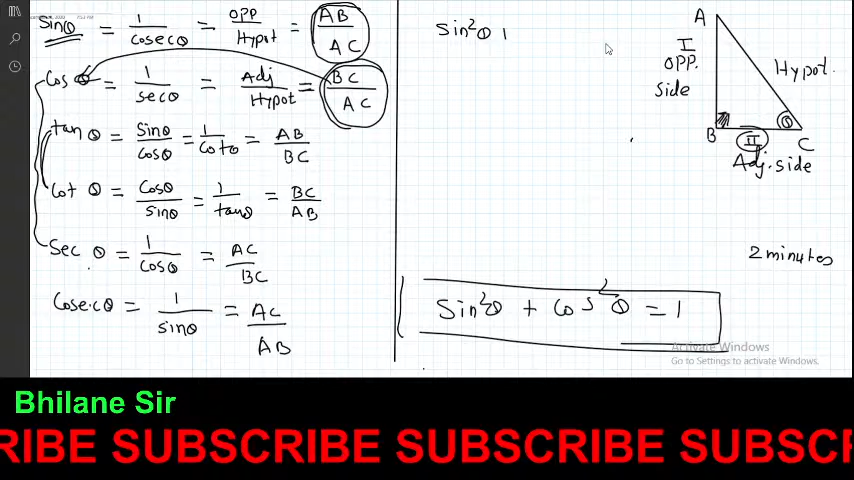 Sinθ = 1/cosecθ = OPP/Hypot = AB/AC
Cos θ = 1/secθ = Adj/Hypot = BC/AC
tan θ = Sinθ/cosθ = 1/cotθ = AB/BC
Cot θ = Cosθ/sinθ = 1/tanθ = BC/AB
Sec θ = 1/cosθ = AC/BC
Cosecθ = 1/sinθ = AC/AB
Sin²θ 1
A
I
OPP.
side
Hypot.
B
II
C
θ
Adj. side
2 minutes
Sin²θ + Cos²θ = 1
Activate Windows
Go to Settings to activate Windows.
Bhilane Sir
RIBE SUBSCRIBE SUBSCRIBE SUBSC